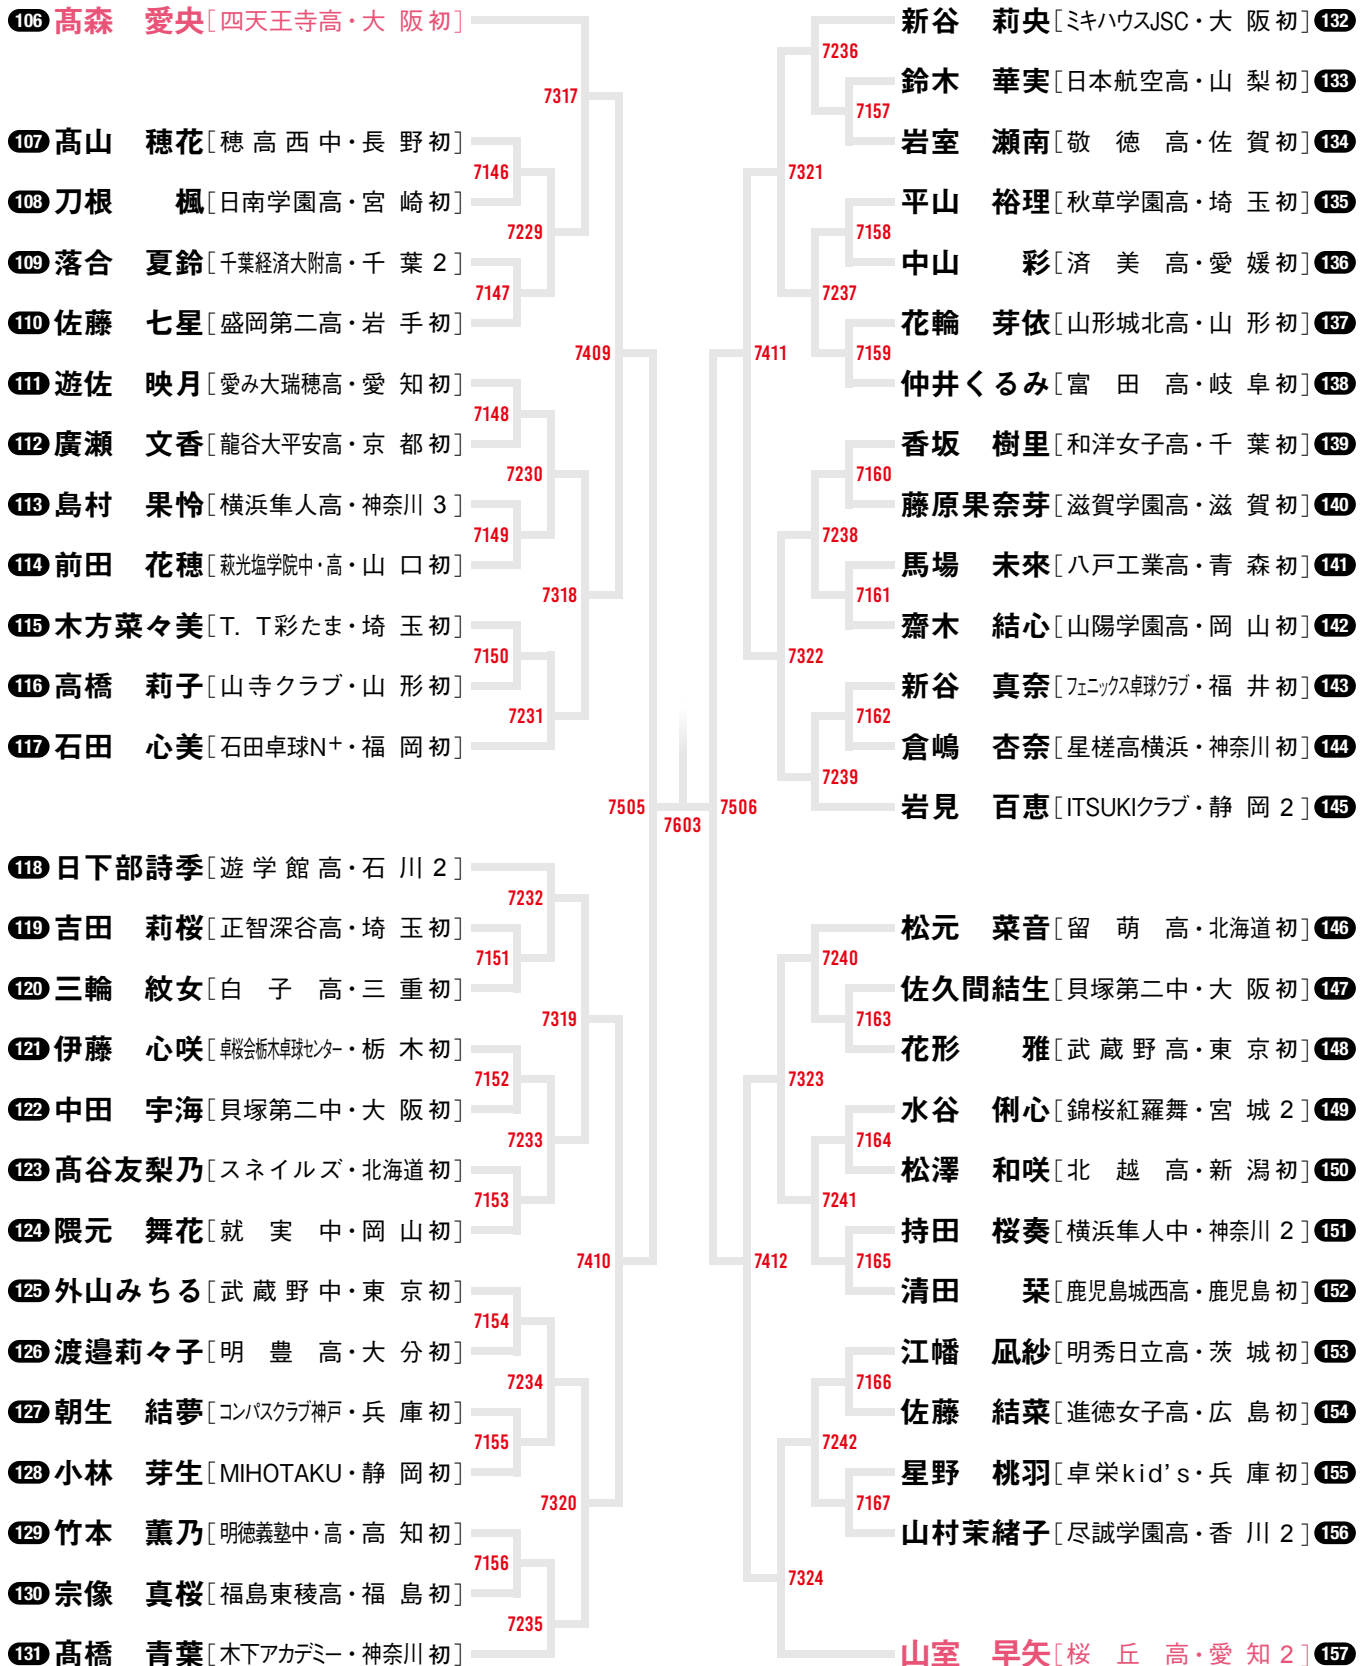 106 髙森 愛央[四天王寺高・大 阪初]
7317
107 髙山 穂花[穂高西中・長 野初]
7146
108 刀根 楓[日南学園高・宮 崎初]
7229
109 落合 夏鈴[千葉経済大附高・千 葉2]
7147
110 佐藤 七星[盛岡第二高・岩 手初]
7409
111 遊佐 映月[愛み大瑞穂高・愛 知初]
7148
112 廣瀬 文香[龍谷大平安高・京 都初]
7230
113 島村 果怜[横浜隼人高・神奈川3]
7149
114 前田 花穂[萩光塩学院中・高・山 口初]
7318
115 木方菜々美[T.T彩たま・埼 玉初]
7150
116 高橋 莉子[山寺クラブ・山 形初]
7231
117 石田 心美[石田卓球N+・福 岡初]
7505
7603
118 日下部詩季[遊学館高・石 川2]
7232
119 吉田 莉桜[正智深谷高・埼 玉初]
7151
120 三輪 紋女[白子高・三 重初]
7319
121 伊藤 心咲[卓桜会栃木卓球センター・栃 木初]
7152
122 中田 宇海[貝塚第二中・大 阪初]
7233
123 髙谷友梨乃[スネイルズ・北海道初]
7153
124 隈元 舞花[就実中・岡 山初]
7410
125 外山みちる[武蔵野中・東 京初]
7154
126 渡邉莉々子[明豊高・大 分初]
7234
127 朝生 結夢[コンパスクラブ神戸・兵 庫初]
7155
128 小林 芽生[MIHOTAKU・静 岡初]
7320
129 竹本 薫乃[明徳義塾中・高・高 知初]
7156
130 宗像 真桜[福島東稜高・福 島初]
7235
131 髙橋 青葉[木下アカデミー・神奈川初]
新谷 莉央[ミキハウスJSC・大 阪初] 132
7236
鈴木 華実[日本航空高・山 梨初] 133
7157
岩室 瀬南[敬徳高・佐 賀初] 134
7321
平山 裕理[秋草学園高・埼 玉初] 135
7158
中山 彩[済美高・愛 媛初] 136
7237
花輪 芽依[山形城北高・山 形初] 137
7411
7159
仲井くるみ[富田高・岐 阜初] 138
香坂 樹里[和洋女子高・千 葉初] 139
7160
藤原果奈芽[滋賀学園高・滋 賀初] 140
7238
馬場 未來[八戸工業高・青 森初] 141
7161
齋木 結心[山陽学園高・岡 山初] 142
7322
新谷 真奈[フェニックス卓球クラブ・福 井初] 143
7162
倉嶋 杏奈[星槎高横浜・神奈川初] 144
7239
岩見 百恵[ITSUKIクラブ・静 岡2] 145
7506
松元 菜音[留萌高・北海道初] 146
7240
佐久間結生[貝塚第二中・大 阪初] 147
7163
花形 雅[武蔵野高・東 京初] 148
7323
水谷 俐心[錦桜紅羅舞・宮 城2] 149
7164
松澤 和咲[北越高・新 潟初] 150
7241
持田 桜奏[横浜隼人中・神奈川2] 151
7412
7165
清田 栞[鹿児島城西高・鹿児島初] 152
江幡 凪紗[明秀日立高・茨 城初] 153
7166
佐藤 結菜[進徳女子高・広 島初] 154
7242
星野 桃羽[卓栄kid's・兵 庫初] 155
7167
山村茉緒子[尽誠学園高・香 川2] 156
7324
山室 早矢[桜丘高・愛 知2] 157